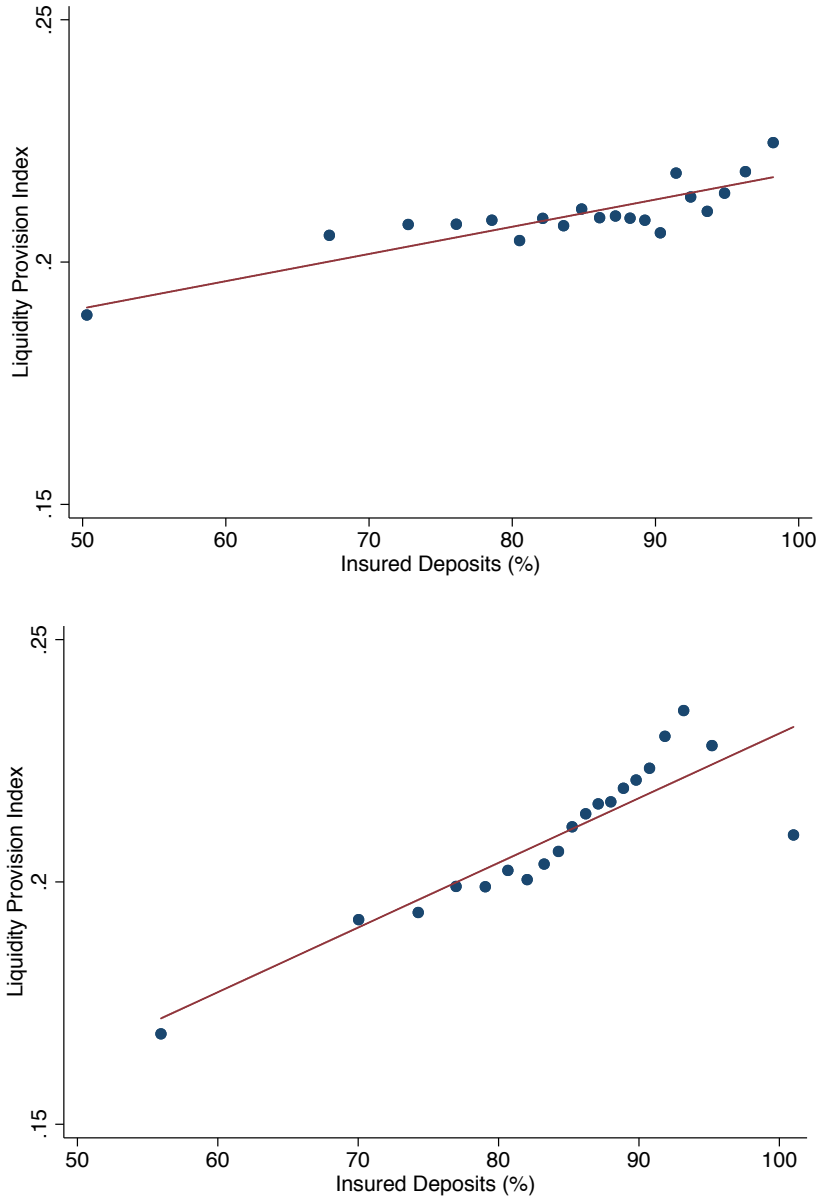 .25
.2
.15
Liquidity Provision Index
50 60 70 80 90 100
Insured Deposits (%)
.25
.2
.15
Liquidity Provision Index
50 60 70 80 90 100
Insured Deposits (%)